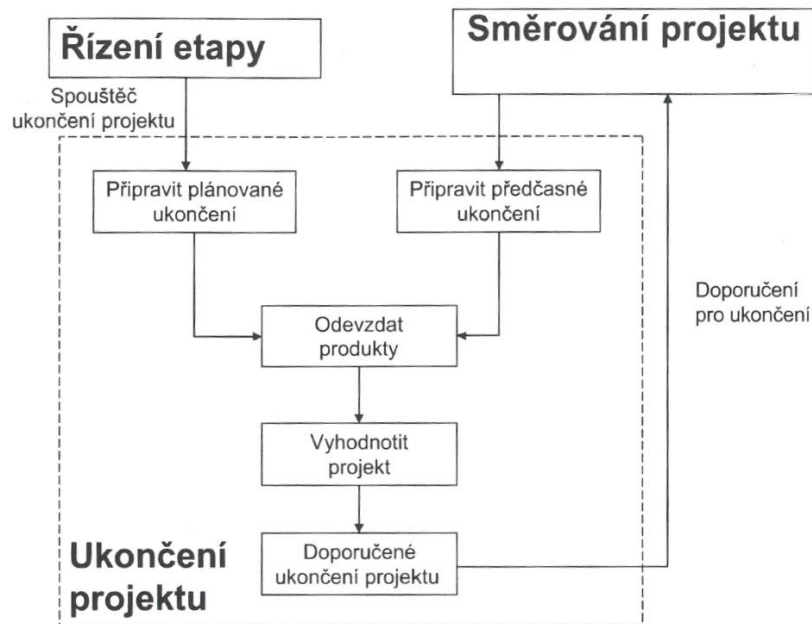 Řízení etapy
Směrování projektu
Spouštěč
ukončení projektu
Připravit plánované
ukončení
Připravit předčasné
ukončení
Doporučení
pro ukončení
Odevzdat
produkty
Vyhodnotit
projekt
Doporučené
ukončení projektu
Ukončení
projektu